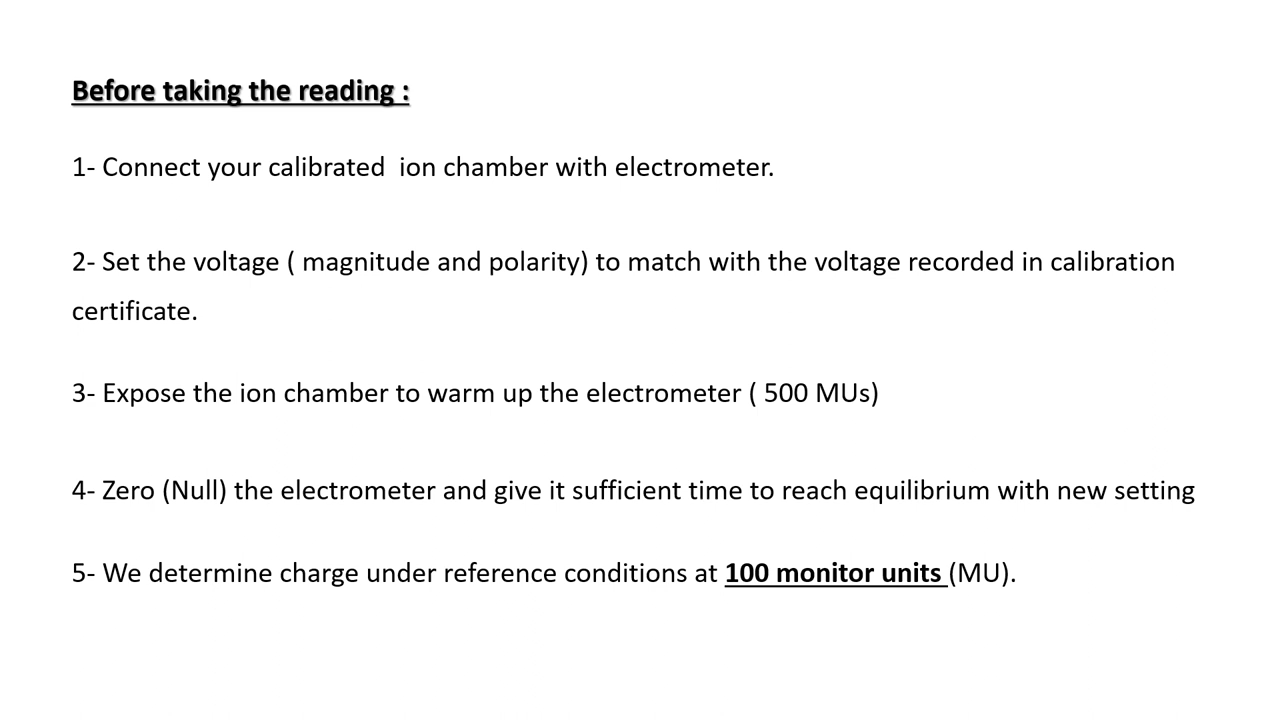 Before taking the reading :
1- Connect your calibrated  ion chamber with electrometer.
2- Set the voltage ( magnitude and polarity) to match with the voltage recorded in calibration
certificate.
3- Expose the ion chamber to warm up the electrometer ( 500 MUs)
4- Zero (Null) the electrometer and give it sufficient time to reach equilibrium with new setting
5- We determine charge under reference conditions at 100 monitor units (MU).